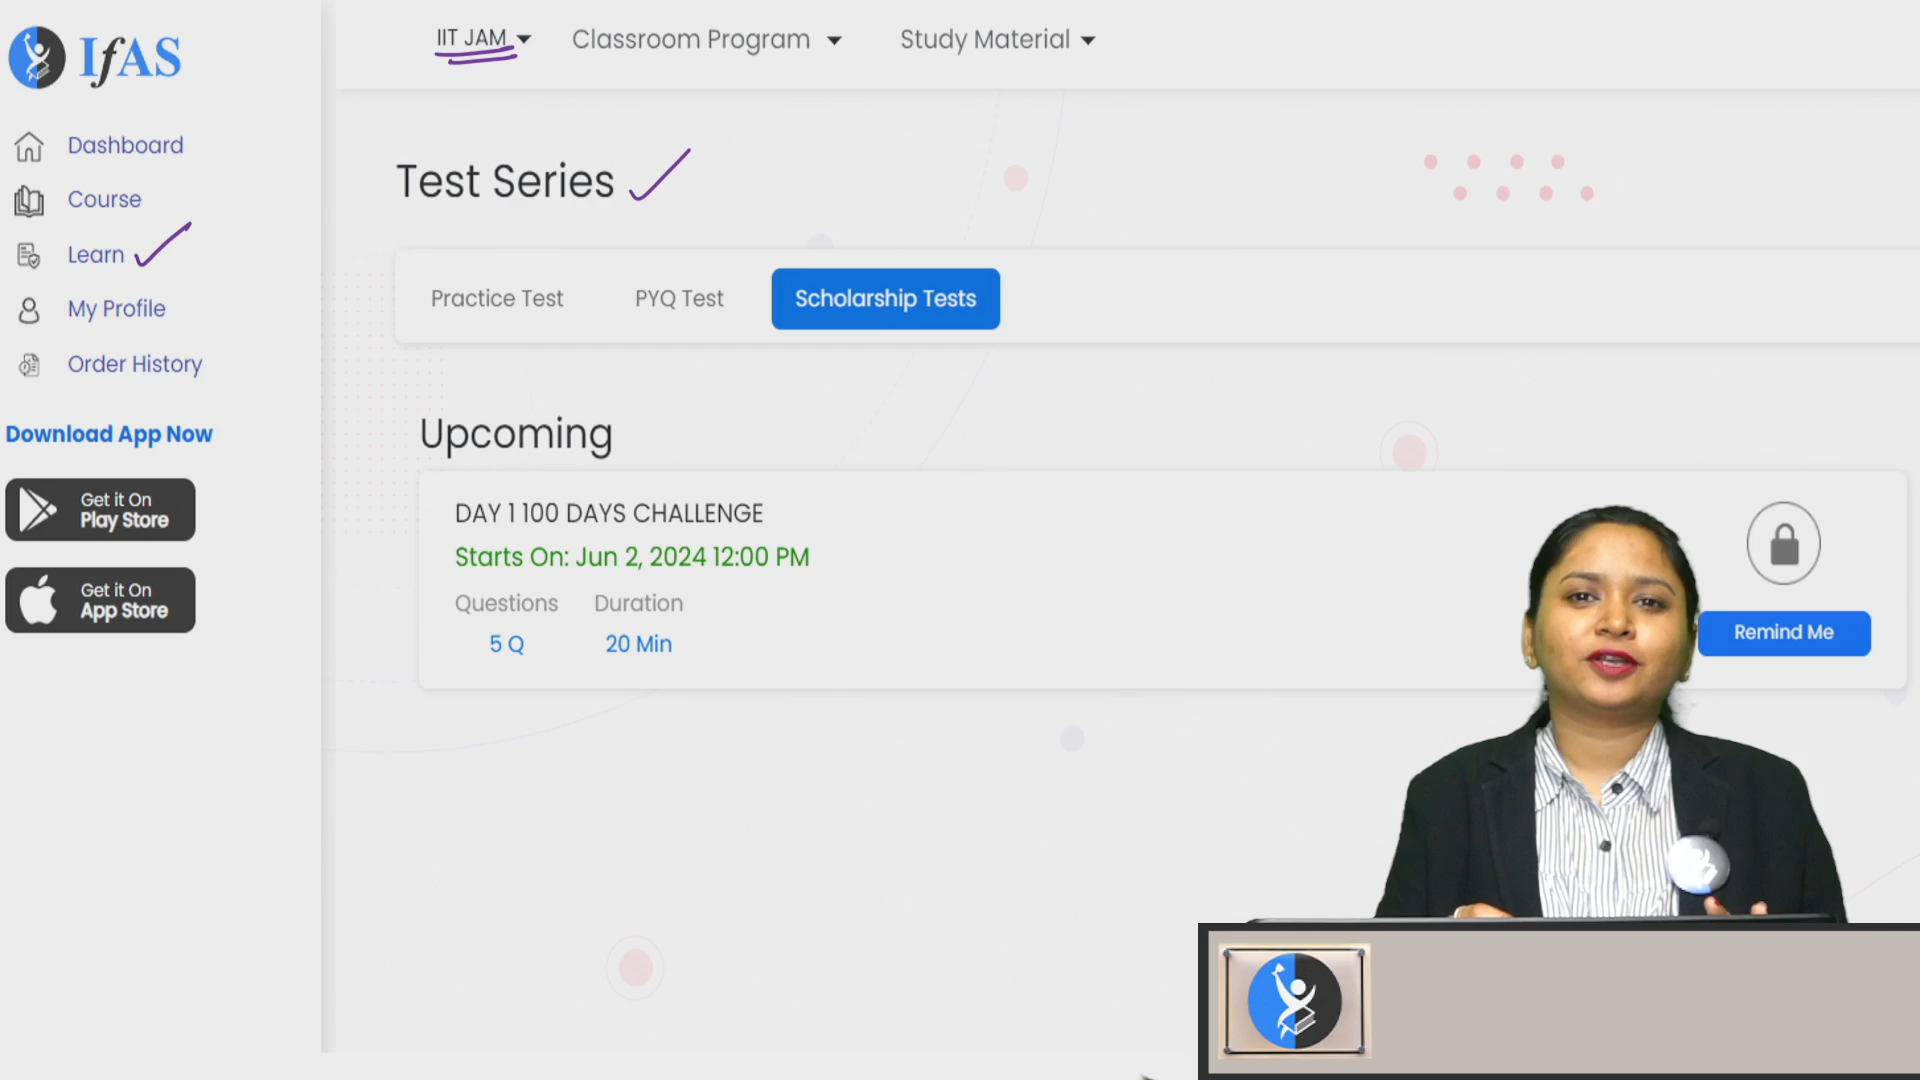 IfAS
Dashboard
Course
Learn
My Profile
Order History
Download App Now
Get it On
Play Store
Get it On
App Store
IIT JAM
Classroom Program
Study Material
Test Series
Practice Test
PYQ Test
Scholarship Tests
Upcoming
DAY 1 100 DAYS CHALLENGE
Starts On: Jun 2, 2024 12:00 PM
Questions
Duration
5 Q
20 Min
Remind Me